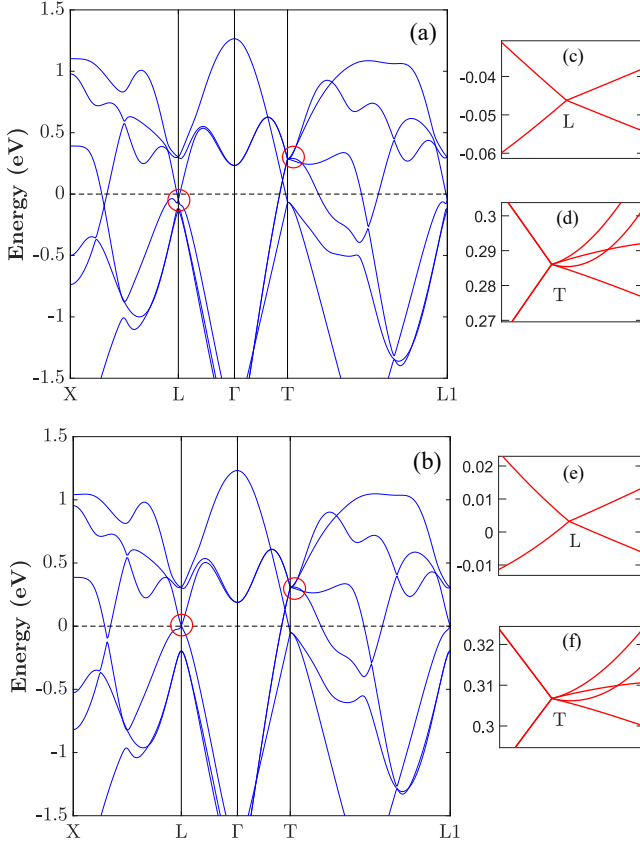 (a)
1.5
1
0.5
0
-0.5
-1
-1.5
Energy (eV)
X L Γ T L1
(c)
-0.04
-0.05
-0.06
L
(d)
0.3
0.29
0.28
0.27
T
(b)
1.5
1
0.5
0
-0.5
-1
-1.5
Energy (eV)
X L Γ T L1
(e)
0.02
0.01
0
-0.01
L
(f)
0.32
0.31
0.3
T